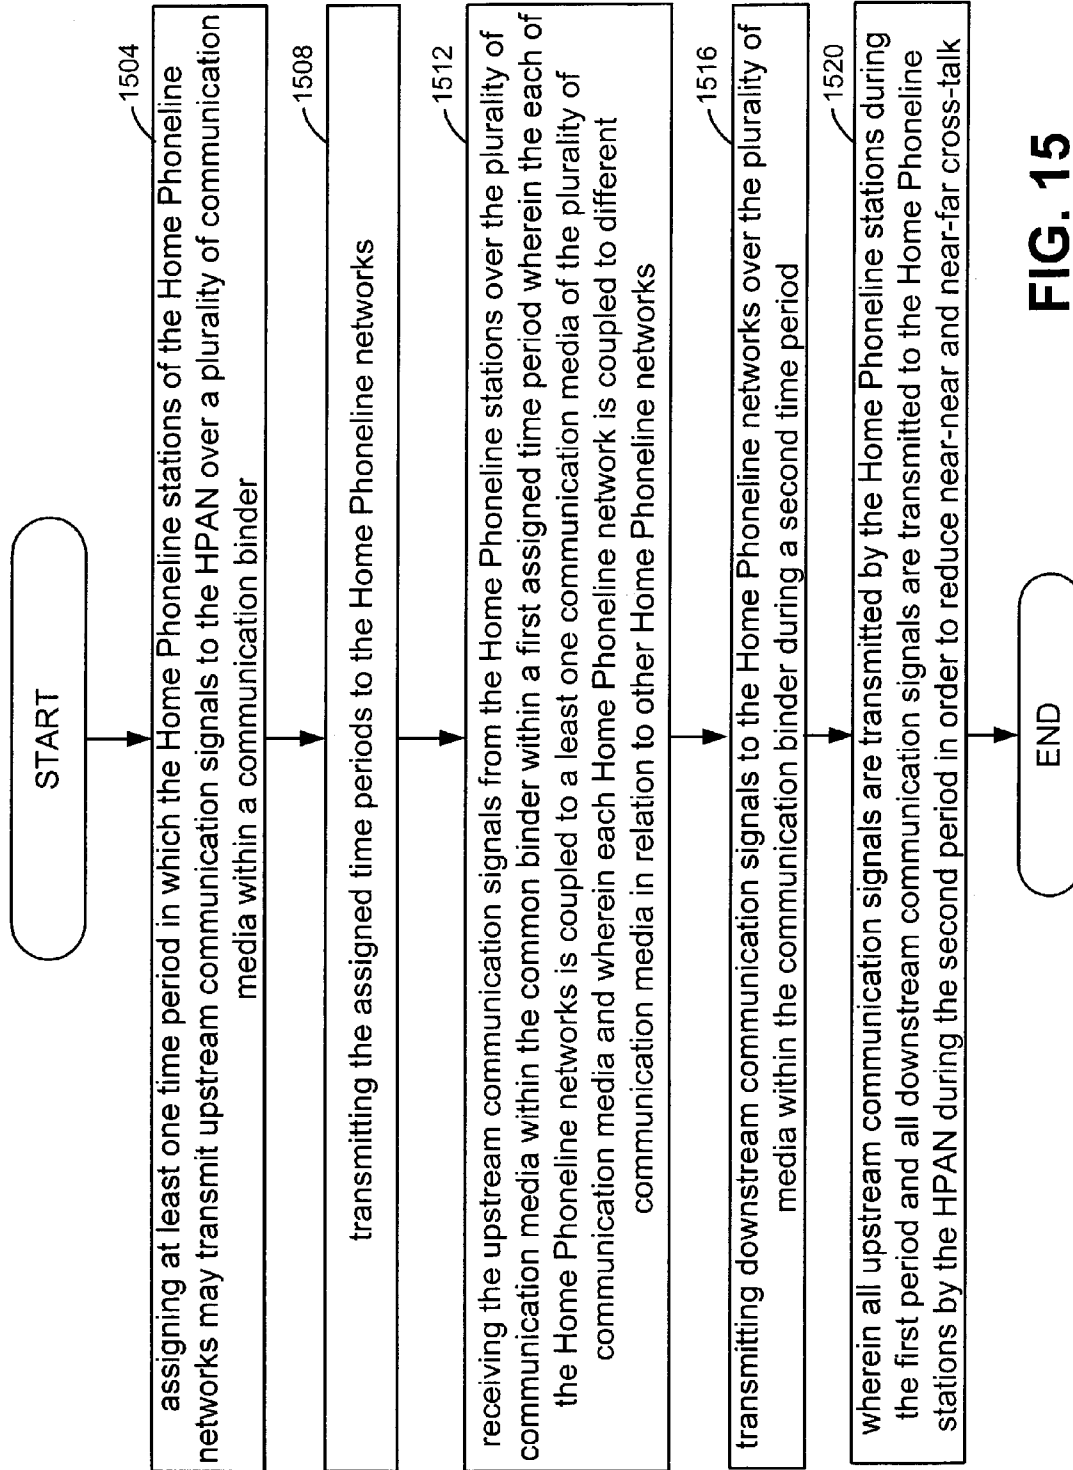 START
1504
assigning at least one time period in which the Home Phoneline stations of the Home Phoneline
networks may transmit upstream communication signals to the HPAN over a plurality of communication
media within a communication binder
1508
transmitting the assigned time periods to the Home Phoneline networks
1512
receiving the upstream communication signals from the Home Phoneline stations over the plurality of
communication media within the common binder within a first assigned time period wherein the each of
the Home Phoneline networks is coupled to a least one communication media of the plurality of
communication media and wherein each Home Phoneline network is coupled to different
communication media in relation to other Home Phoneline networks
1516
transmitting downstream communication signals to the Home Phoneline networks over the plurality of
media within the communication binder during a second time period
1520
wherein all upstream communication signals are transmitted by the Home Phoneline stations during
the first period and all downstream communication signals are transmitted to the Home Phoneline
stations by the HPAN during the second period in order to reduce near-near and near-far cross-talk
END
FIG. 15